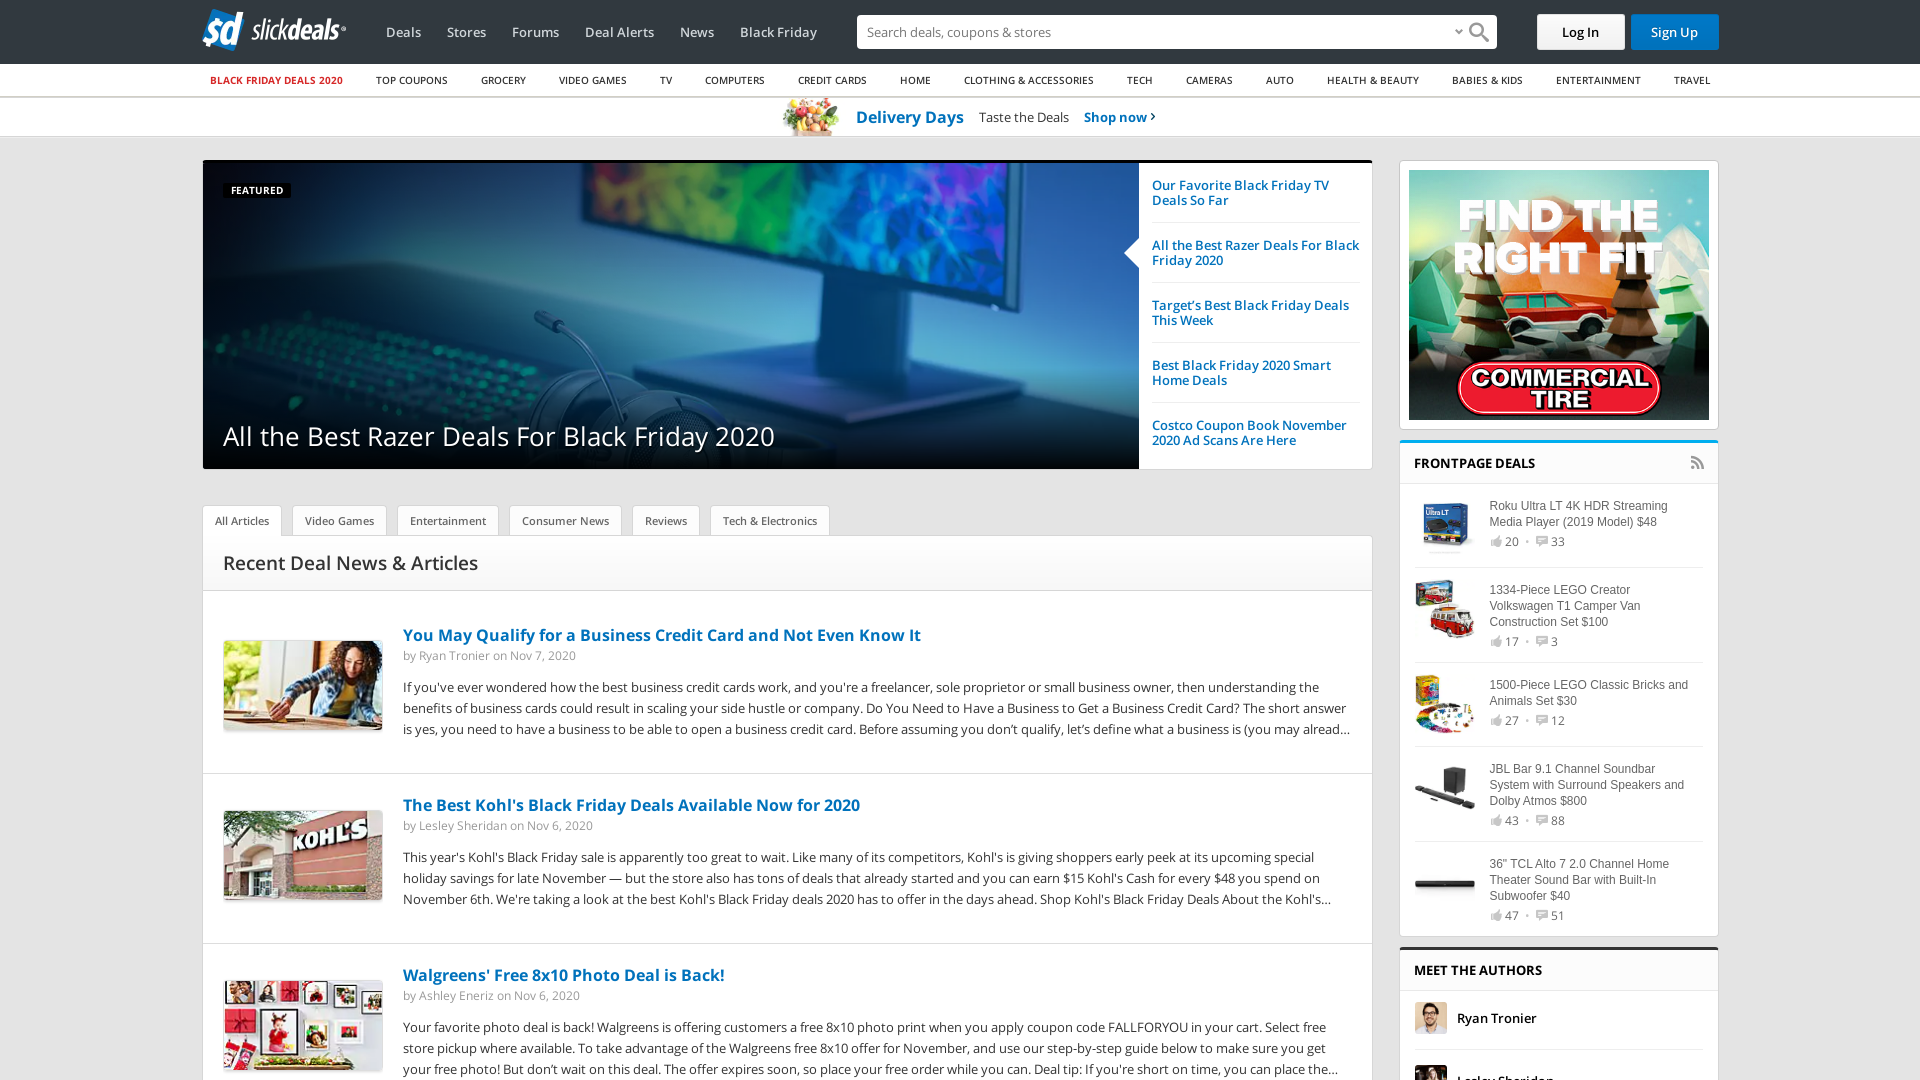 slickdeals
Deals
Stores
Forums
Deal Alerts
News
Black Friday
Search deals, coupons & stores
Log In
Sign Up
BLACK FRIDAY DEALS 2020
TOP COUPONS
GROCERY
VIDEO GAMES
TV
COMPUTERS
CREDIT CARDS
HOME
CLOTHING & ACCESSORIES
TECH
CAMERAS
AUTO
HEALTH & BEAUTY
BABIES & KIDS
ENTERTAINMENT
TRAVEL
Delivery Days Taste the Deals Shop now
FEATURED
All the Best Razer Deals For Black Friday 2020
Our Favorite Black Friday TV
Deals So Far
All the Best Razer Deals For Black
Friday 2020
Target’s Best Black Friday Deals
This Week
Best Black Friday 2020 Smart
Home Deals
Costco Coupon Book November
2020 Ad Scans Are Here
All Articles
Video Games
Entertainment
Consumer News
Reviews
Tech & Electronics
Recent Deal News & Articles
You May Qualify for a Business Credit Card and Not Even Know It
by Ryan Tronier on Nov 7, 2020
If you've ever wondered how the best business credit cards work, and you're a freelancer, sole proprietor or small business owner, then understanding the
benefits of business cards could result in scaling your side hustle or company. Do You Need to Have a Business to Get a Business Credit Card? The short answer
is yes, you need to have a business to be able to open a business credit card. Before assuming you don’t qualify, let’s define what a business is (you may alread…
KOHL'S
The Best Kohl's Black Friday Deals Available Now for 2020
by Lesley Sheridan on Nov 6, 2020
This year's Kohl's Black Friday sale is apparently too great to wait. Like many of its competitors, Kohl's is giving shoppers early peek at its upcoming special
holiday savings for late November — but the store also has tons of deals that already started and you can earn $15 Kohl's Cash for every $48 you spend on
November 6th. We're taking a look at the best Kohl's Black Friday deals 2020 has to offer in the days ahead. Shop Kohl's Black Friday Deals About the Kohl's…
Walgreens' Free 8x10 Photo Deal is Back!
by Ashley Eneriz on Nov 6, 2020
Your favorite photo deal is back! Walgreens is offering customers a free 8x10 photo print when you apply coupon code FALLFORYOU in your cart. Select free
store pickup where available. To take advantage of the Walgreens free 8x10 offer for November, and use our step-by-step guide below to make sure you get
your free photo! But don’t wait on this deal. The offer expires soon, so place your free order while you can. Deal tip: If you're short on time, you can place the…
FIND THE
RIGHT FIT
COMMERCIAL
TIRE
FRONTPAGE DEALS
Roku Ultra LT 4K HDR Streaming
Media Player (2019 Model) $48
20 • 33
1334-Piece LEGO Creator
Volkswagen T1 Camper Van
Construction Set $100
17 • 3
1500-Piece LEGO Classic Bricks and
Animals Set $30
27 • 12
JBL Bar 9.1 Channel Soundbar
System with Surround Speakers and
Dolby Atmos $800
43 • 88
36" TCL Alto 7 2.0 Channel Home
Theater Sound Bar with Built-In
Subwoofer $40
47 • 51
MEET THE AUTHORS
Ryan Tronier
Lesley Sheridan